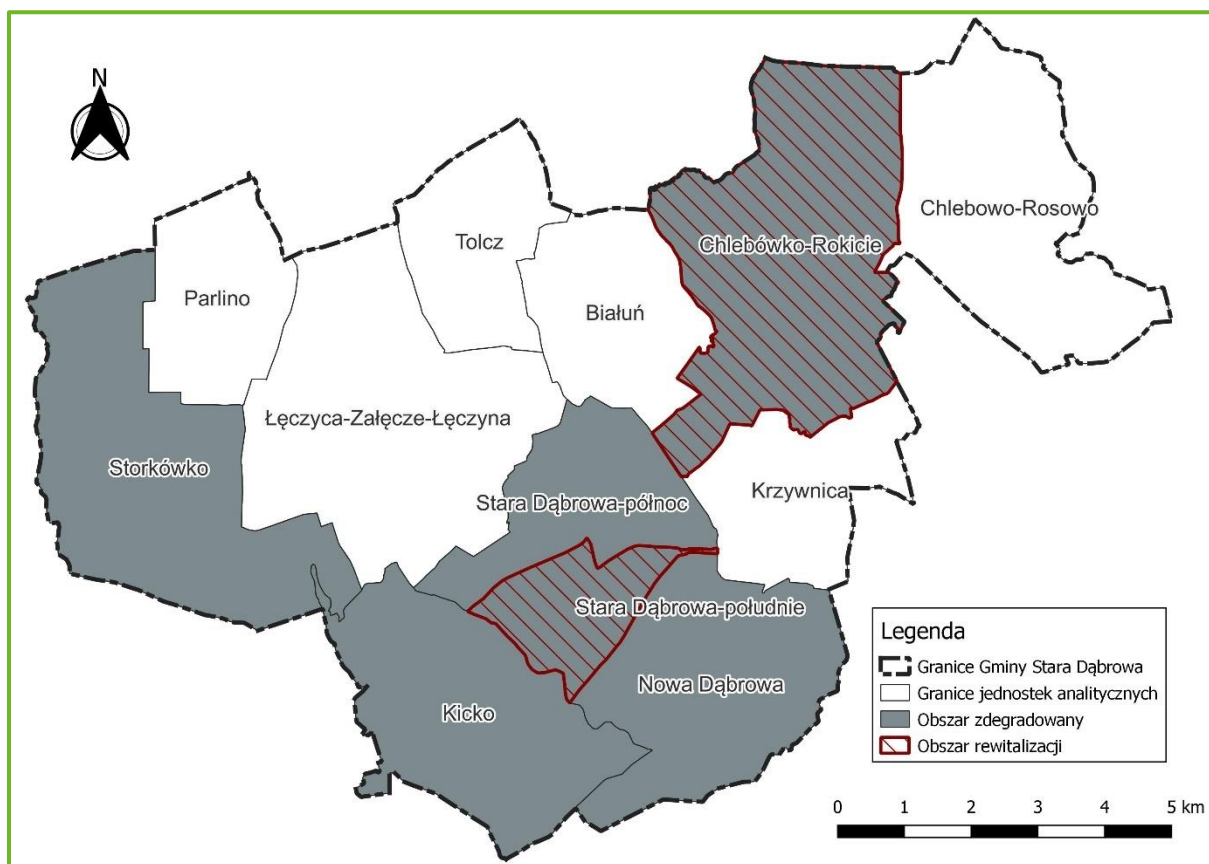 N
Chlebowo-Rosowo
Chlebówko-Rokicie
Tolcz
Parlino
Białuń
Łęczyca-Załęcze-Łęczyna
Storkówko
Krzywnica
Stara Dąbrowa-północ
Stara Dąbrowa-południe
Nowa Dąbrowa
Kicko
Legenda
Granice Gminy Stara Dąbrowa
Granice jednostek analitycznych
Obszar zdegradowany
Obszar rewitalizacji
0 1 2 3 4 5 km